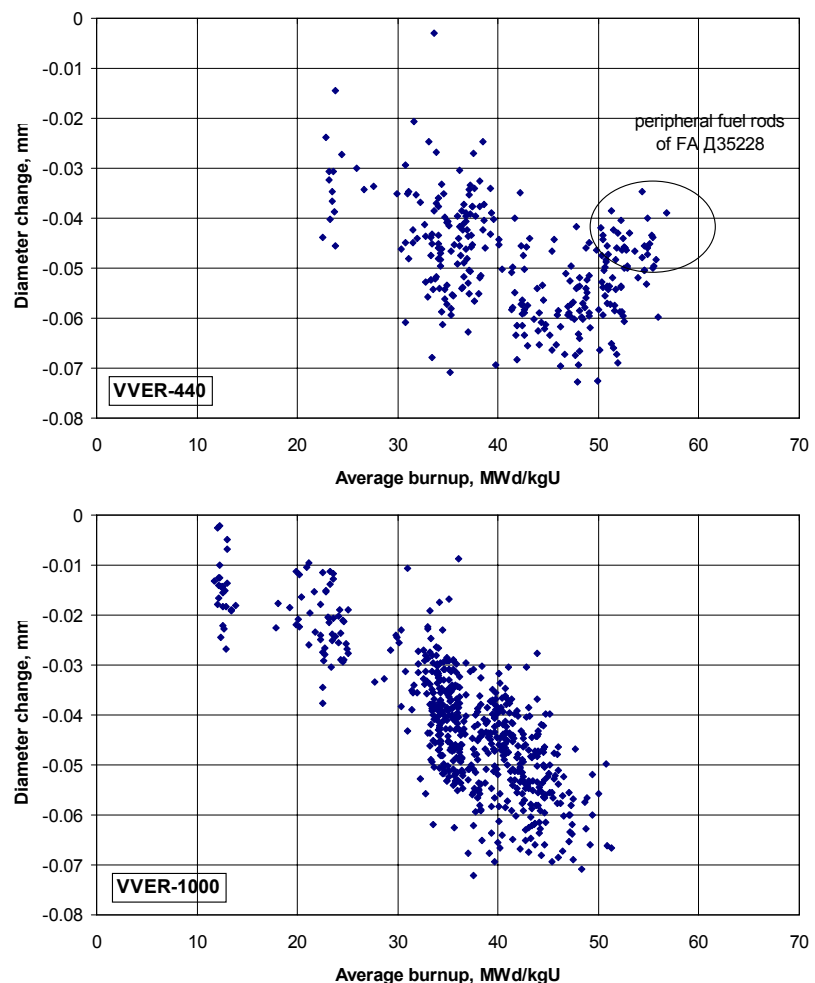 0
-0.01
-0.02
-0.03
-0.04
-0.05
-0.06
-0.07
-0.08
Diameter change, mm
peripheral fuel rods
of FA Д35228
VVER-440
0 10 20 30 40 50 60 70
Average burnup, MWd/kgU
0
-0.01
-0.02
-0.03
-0.04
-0.05
-0.06
-0.07
-0.08
Diameter change, mm
VVER-1000
0 10 20 30 40 50 60 70
Average burnup, MWd/kgU